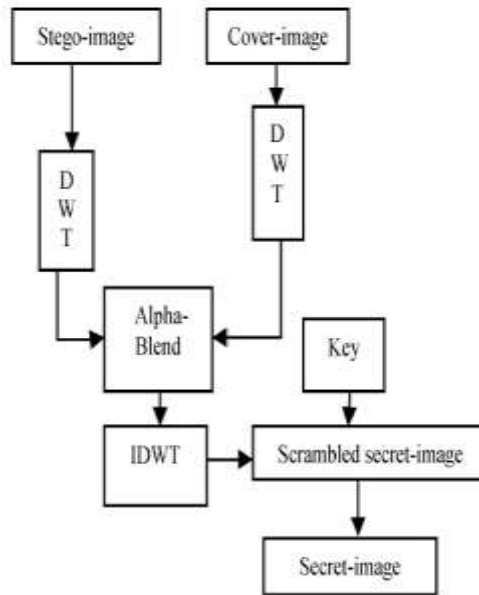 Stego-image
Cover-image
D
W
T
D
W
T
Alpha-
Blend
Key
IDWT
Scrambled secret-image
Secret-image